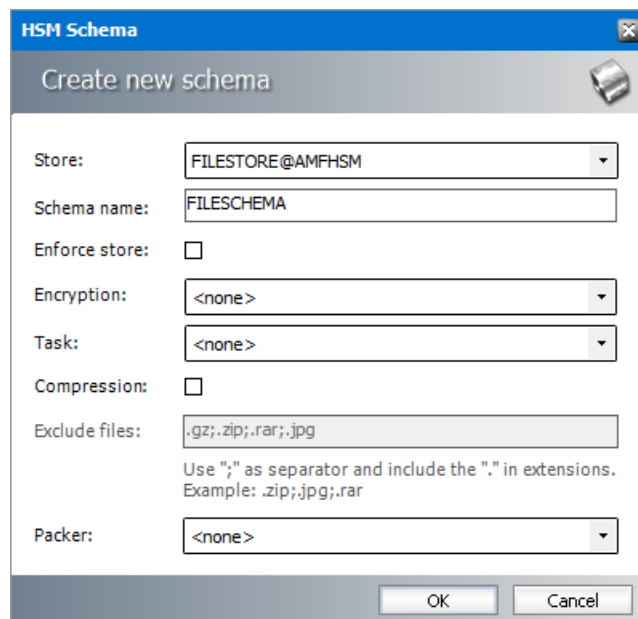 HSM Schema
Create new schema
Store: FILESTORE@AMFHSM
Schema name: FILESCHEMA
Enforce store:
Encryption: <none>
Task: <none>
Compression:
Exclude files: .gz;.zip;.rar;.jpg
Use ";" as separator and include the "." in extensions.
Example: .zip;.jpg;.rar
Packer: <none>
OK Cancel